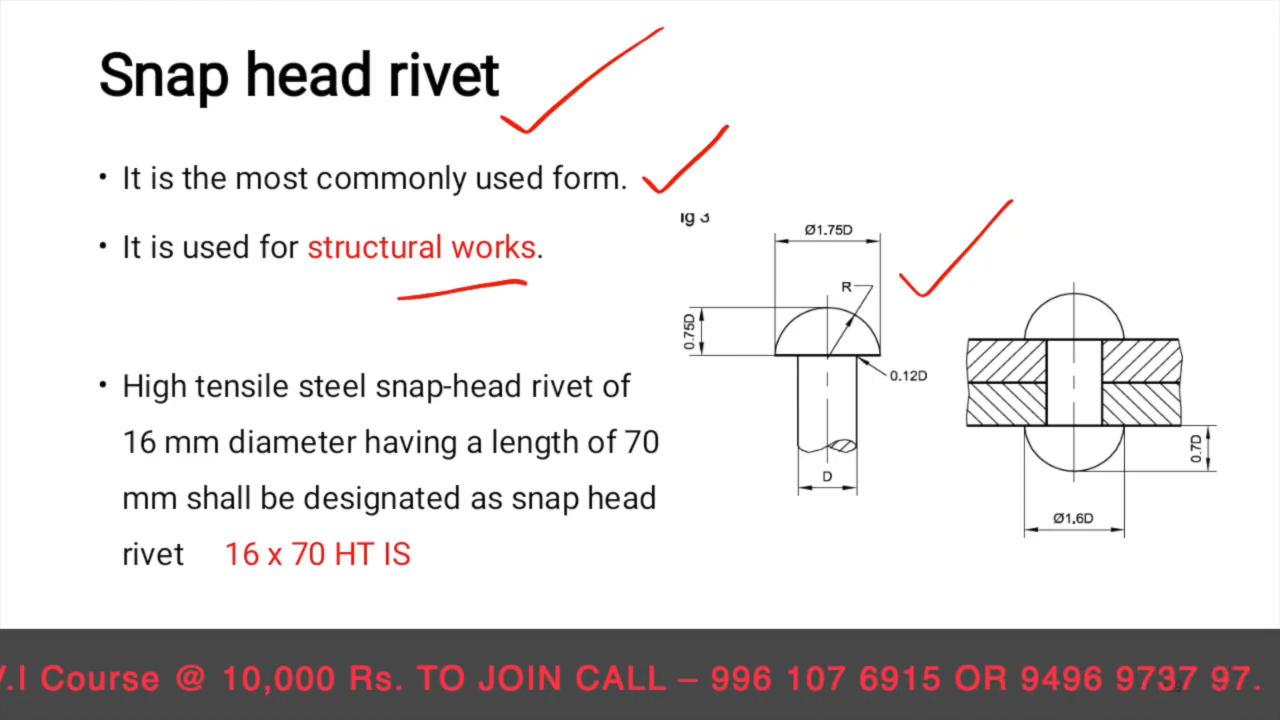 Snap head rivet
• It is the most commonly used form.
• It is used for structural works.
• High tensile steel snap-head rivet of
16 mm diameter having a length of 70
mm shall be designated as snap head
rivet 16 x 70 HT IS
Ø1.75D
R
0.75D
0.12D
D
0.7D
Ø1.6D
V.I Course @ 10,000 Rs. TO JOIN CALL – 996 107 6915 OR 9496 9737 97.